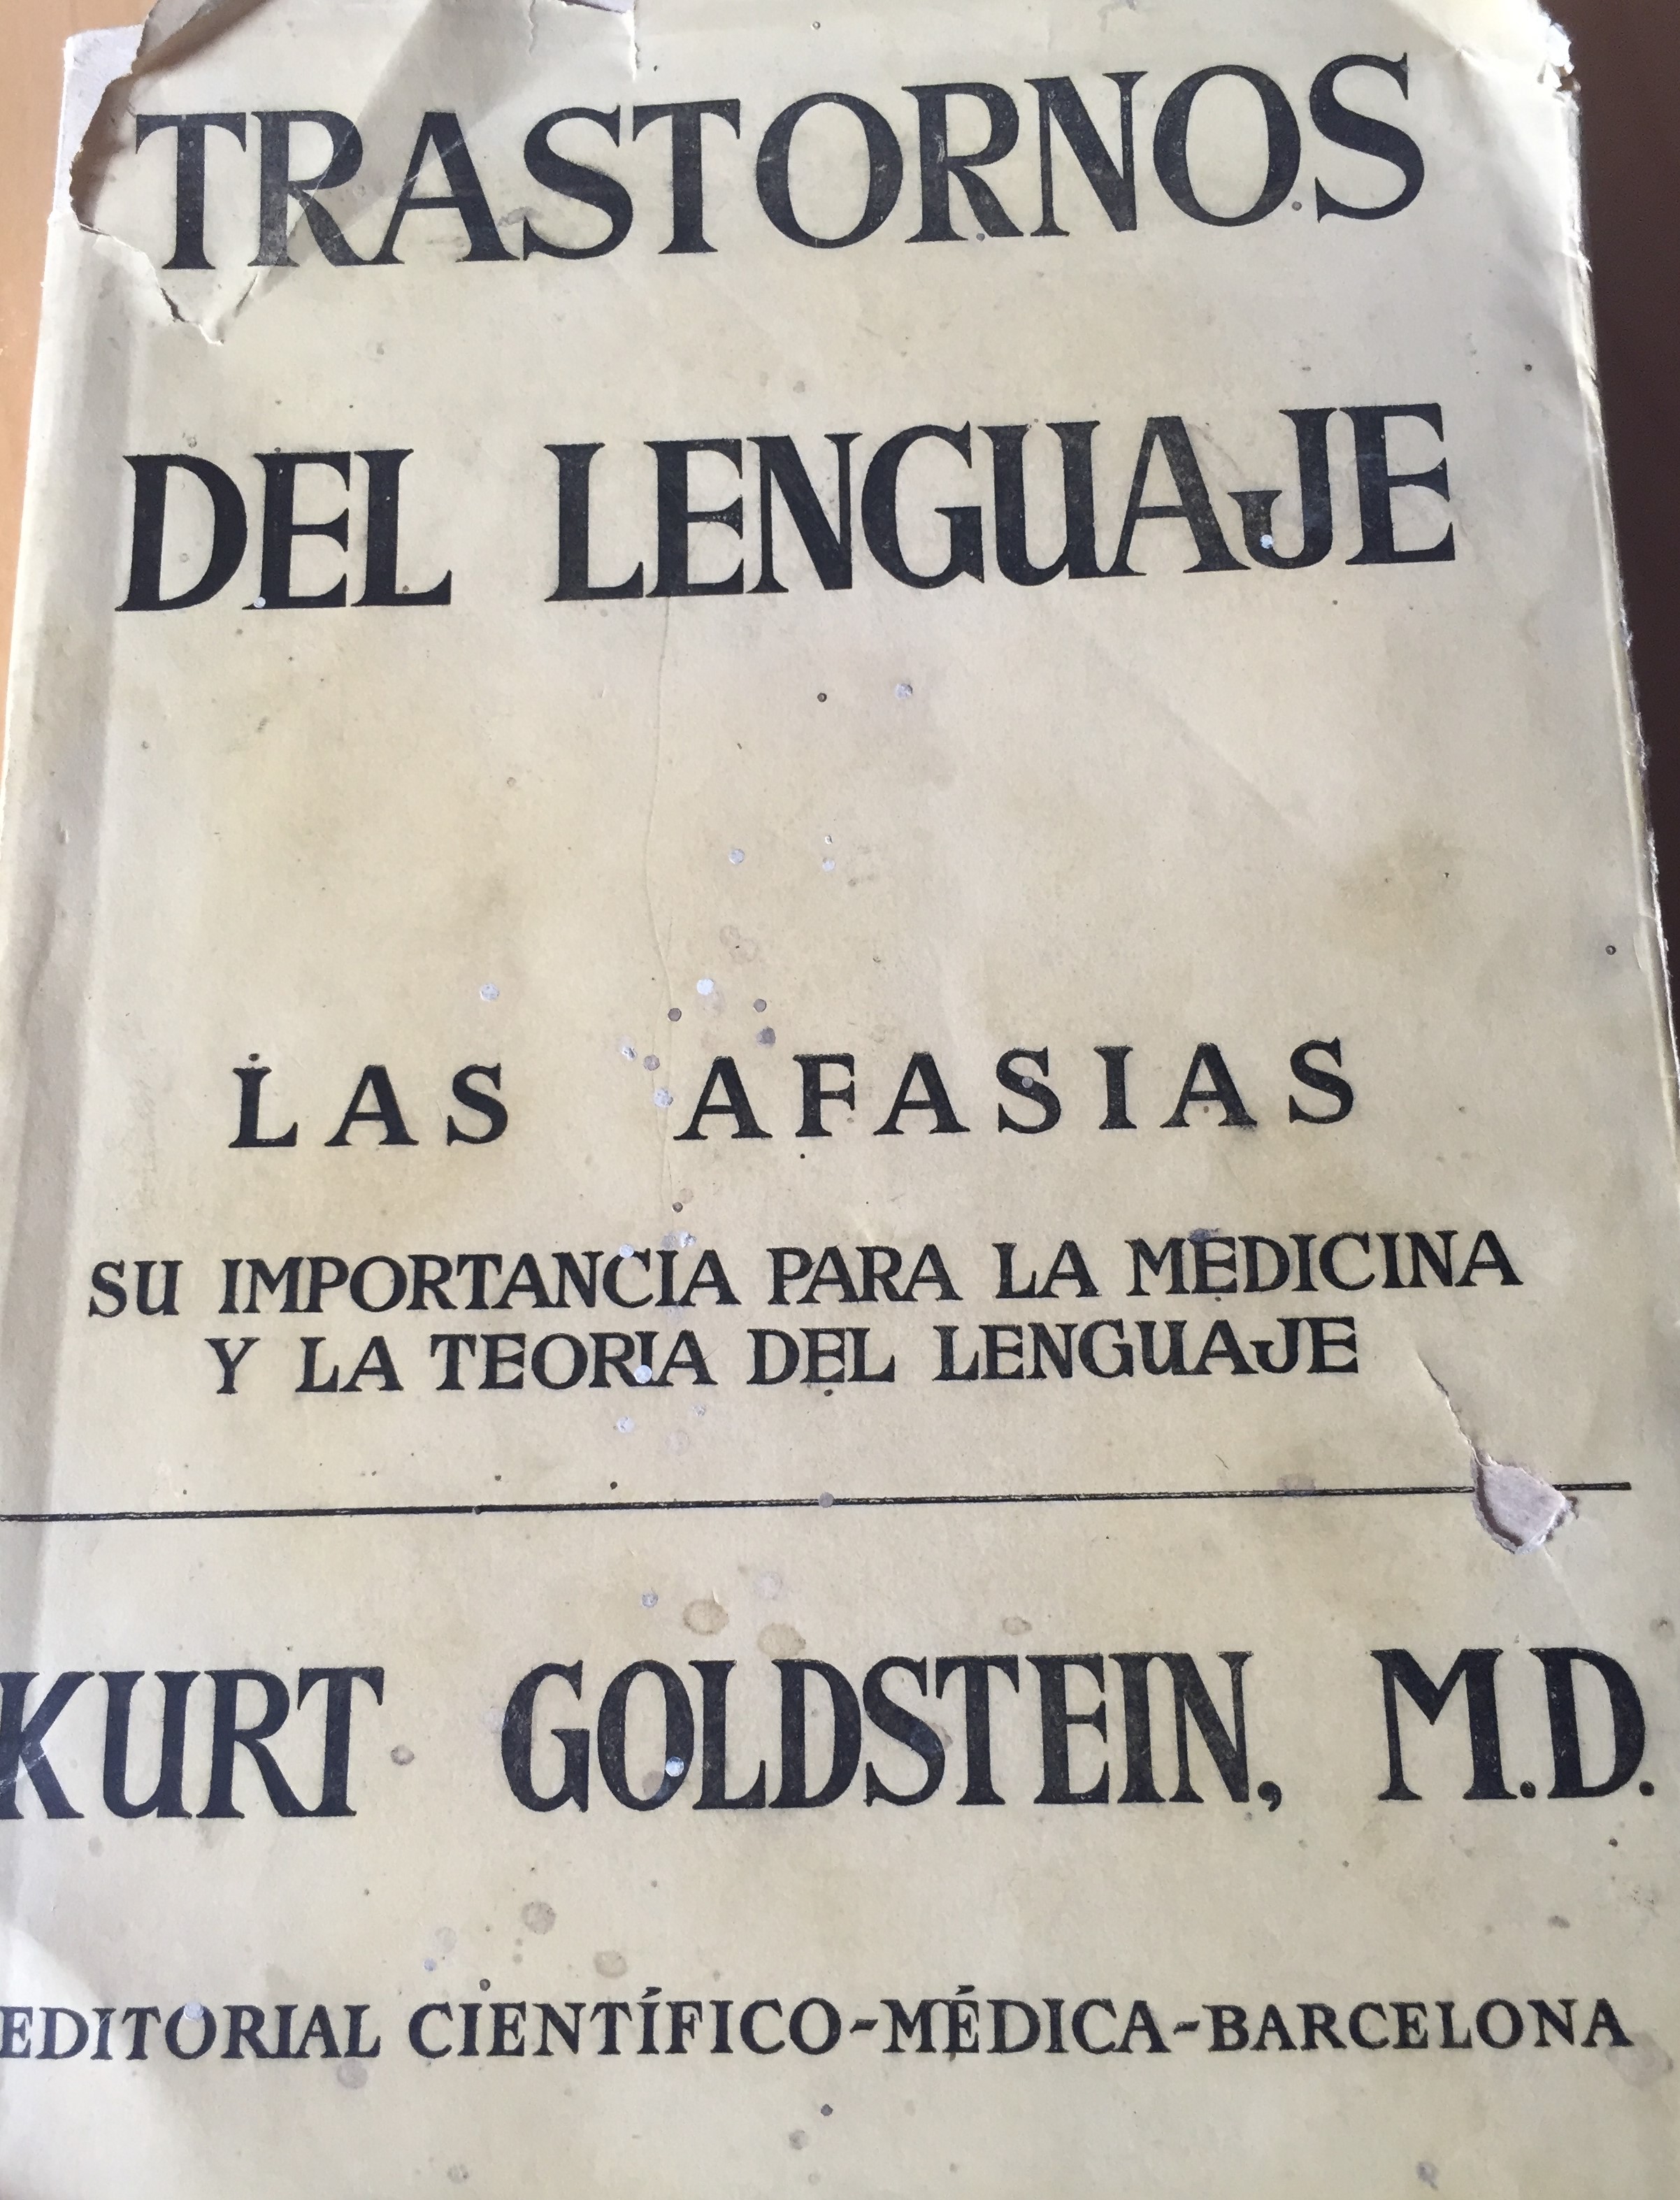 TRASTORNOS
DEL LENGUAJE
LAS AFASIAS
SU IMPORTANCIA PARA LA MEDICINA
Y LA TEORIA DEL LENGUAJE
KURT GOLDSTEIN, M.D.
EDITORIAL CIENTÍFICO-MÉDICA-BARCELONA